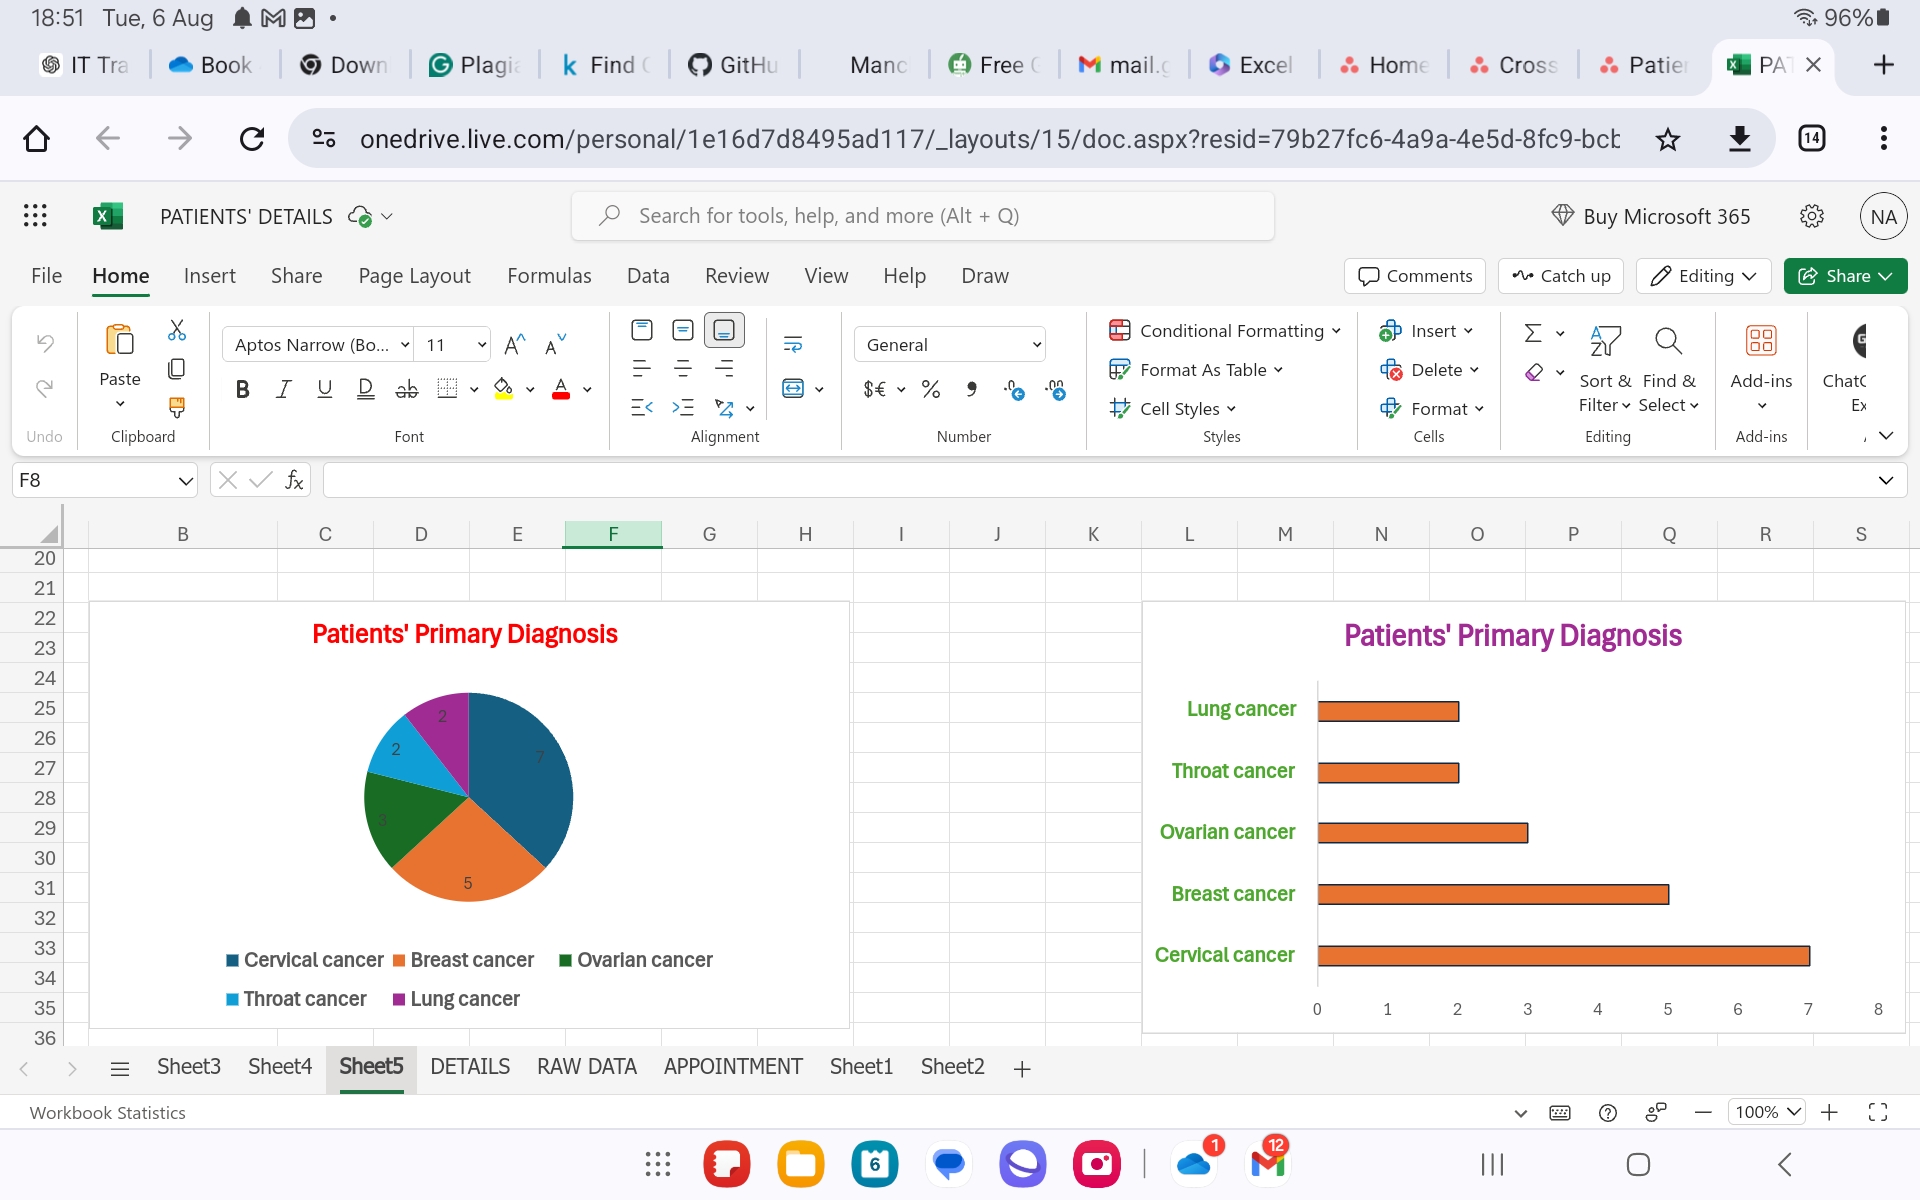 18:51 Tue, 6 Aug
96%
IT Tra
Book
Down
Plagia
Find
GitHu
Manc
Free
mail.g
Excel
Home
Cross
Patier
PAT
onedrive.live.com/personal/1e16d7d8495ad117/_layouts/15/doc.aspx?resid=79b27fc6-4a9a-4e5d-8fc9-bcb
14
PATIENTS' DETAILS
Search for tools, help, and more (Alt + Q)
Buy Microsoft 365
NA
File Home Insert Share Page Layout Formulas Data Review View Help Draw
Comments
Catch up
Editing
Share
Undo
Paste
Clipboard
Aptos Narrow (Bo... 11
Font
Alignment
General
Number
Conditional Formatting
Format As Table
Cell Styles
Styles
Insert
Delete
Format
Cells
Sort & Filter
Find & Select
Editing
Add-ins
Add-ins
ChatG
Ex
F8
fx
B C D E F G H I J K L M N O P Q R S
20
21
22
23
24
25
26
27
28
29
30
31
32
33
34
35
36
Patients' Primary Diagnosis
2
7
2
3
5
Cervical cancer Breast cancer Ovarian cancer
Throat cancer Lung cancer
Patients' Primary Diagnosis
Lung cancer
Throat cancer
Ovarian cancer
Breast cancer
Cervical cancer
0 1 2 3 4 5 6 7 8
Sheet3 Sheet4 Sheet5 DETAILS RAW DATA APPOINTMENT Sheet1 Sheet2
Workbook Statistics
100%
6
1
12